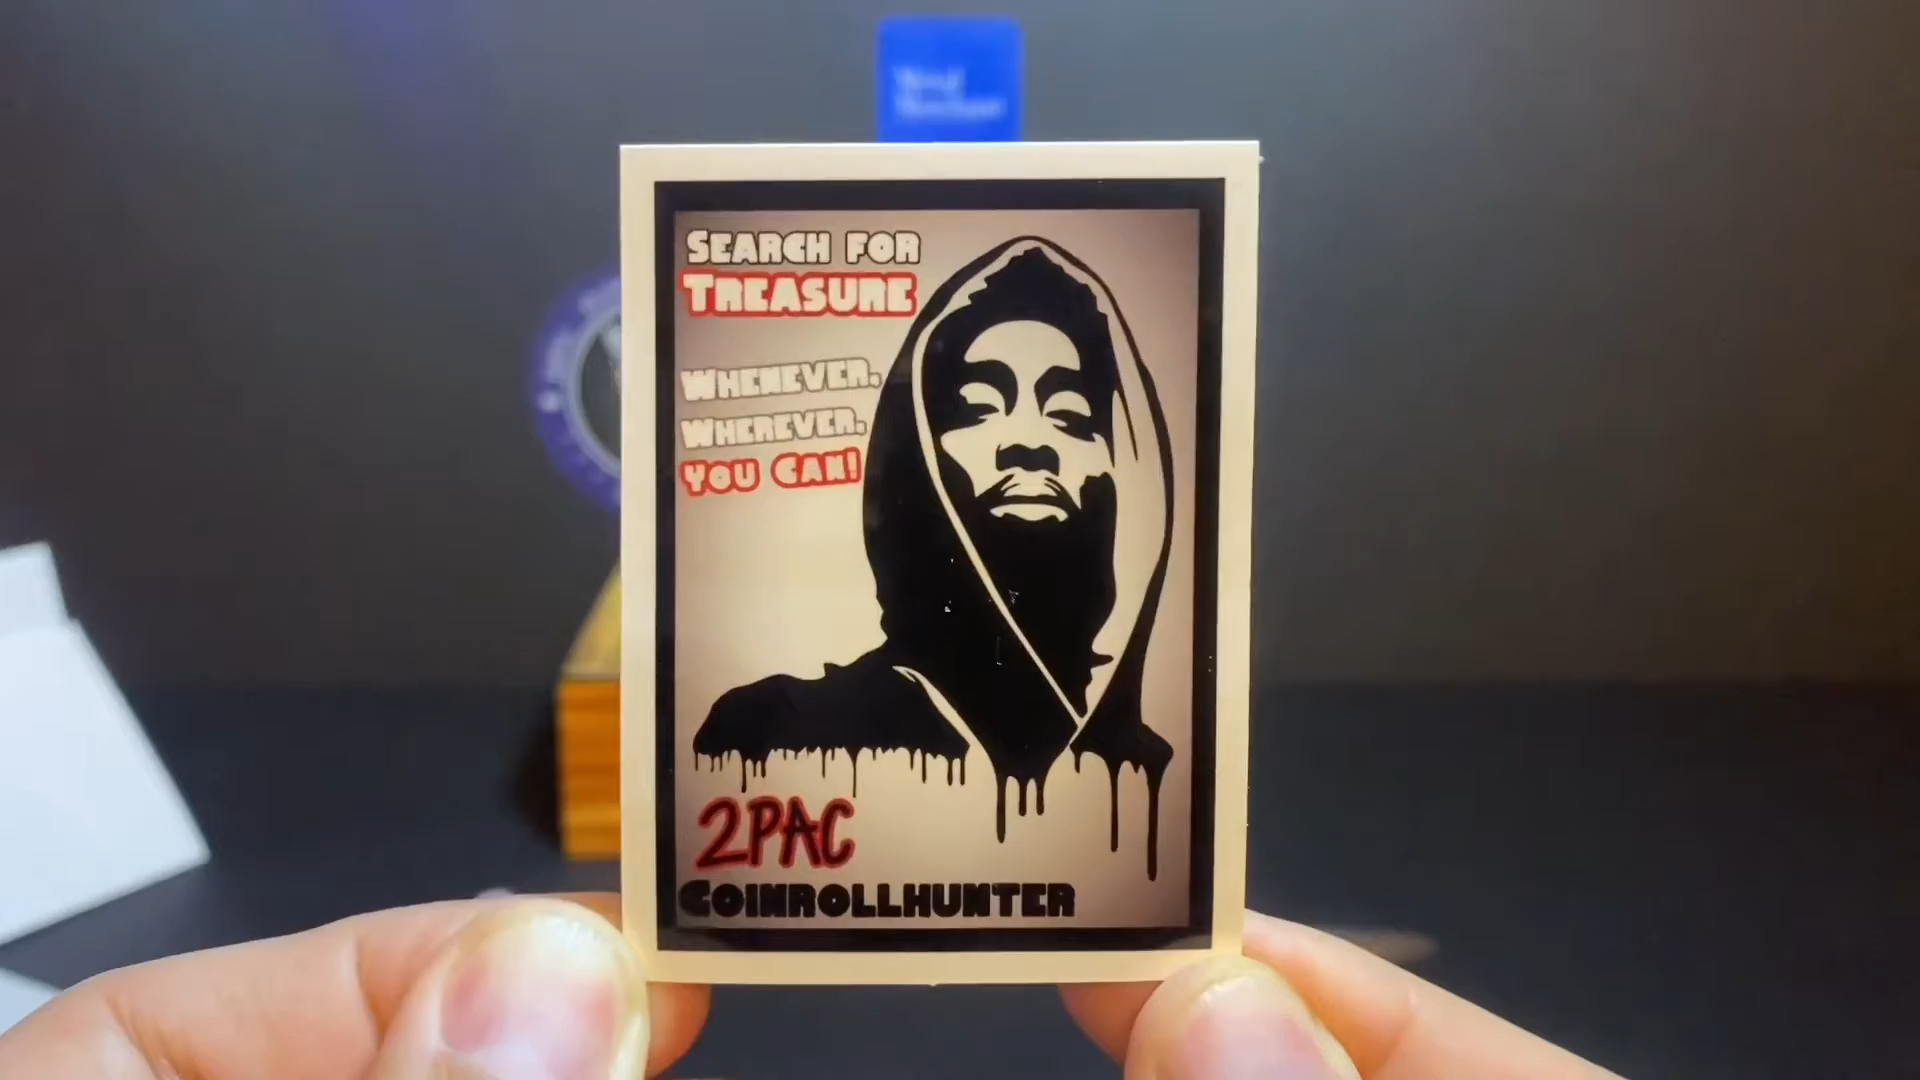 Search for
Treasure
Whenever.
Wherever.
You Can!
2PAC
Coinrollhunter